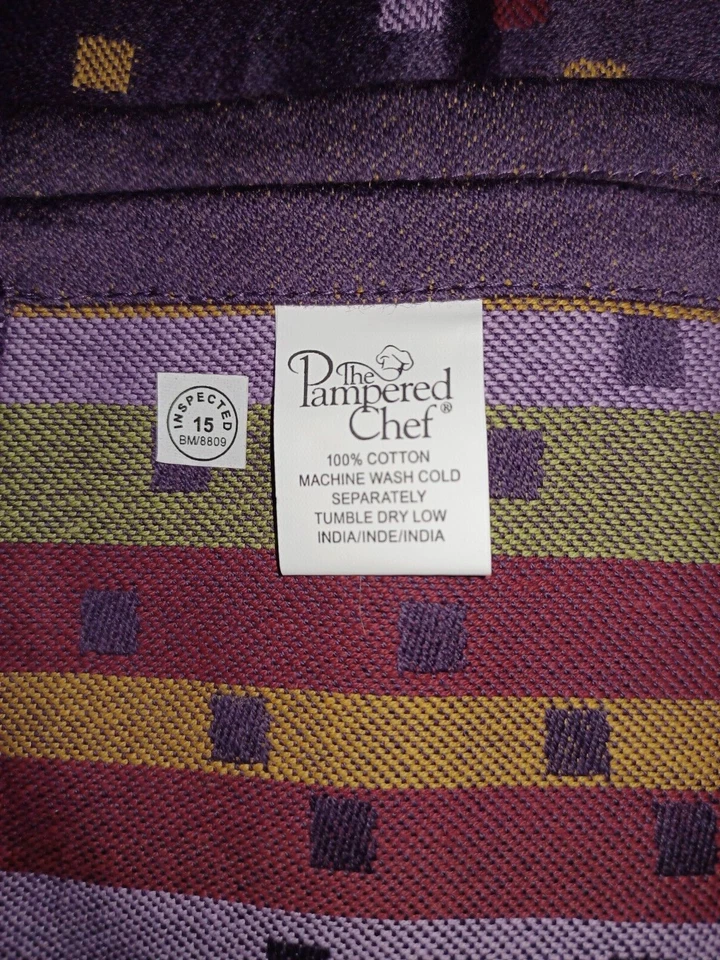 The
Pampered
Chef®
100% COTTON
MACHINE WASH COLD
SEPARATELY
TUMBLE DRY LOW
INDIA/INDE/INDIA
INSPECTED
15
BM/8809